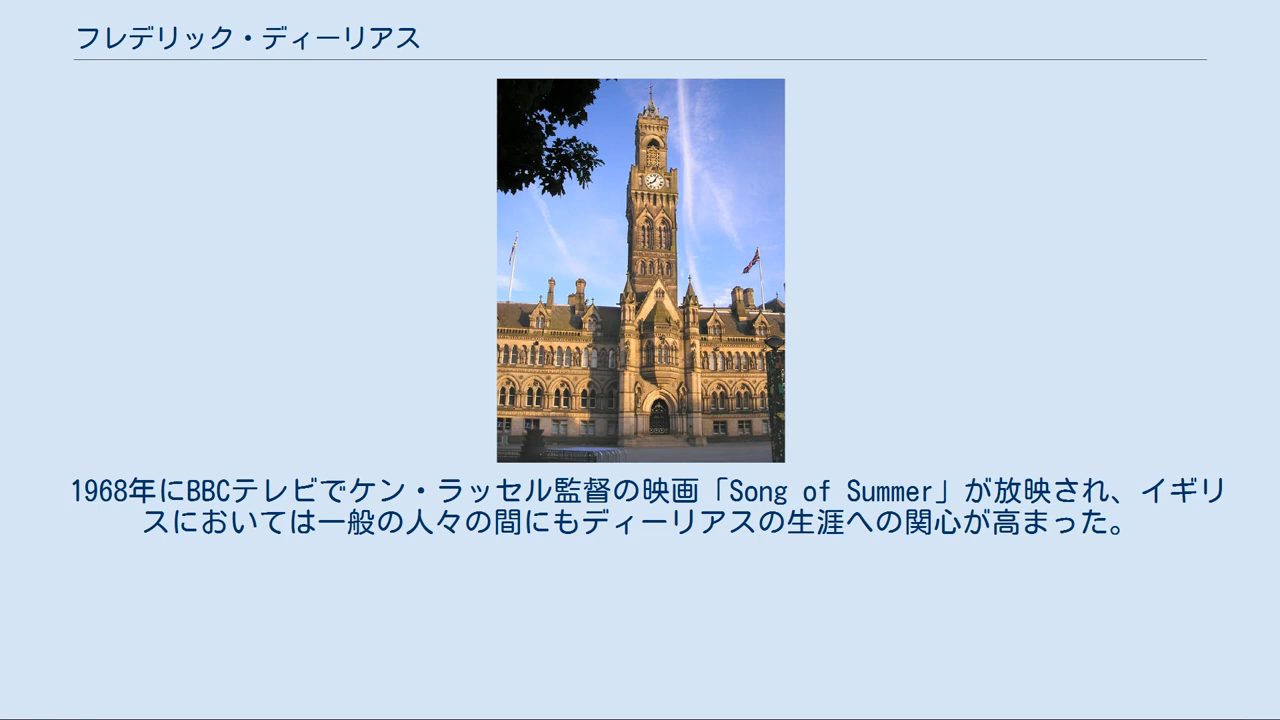 フレデリック・ディーリアス
1968年にBBCテレビでケン・ラッセル監督の映画「Song of Summer」が放映され、イギリ
スにおいては一般の人々の間にもディーリアスの生涯への関心が高まった。